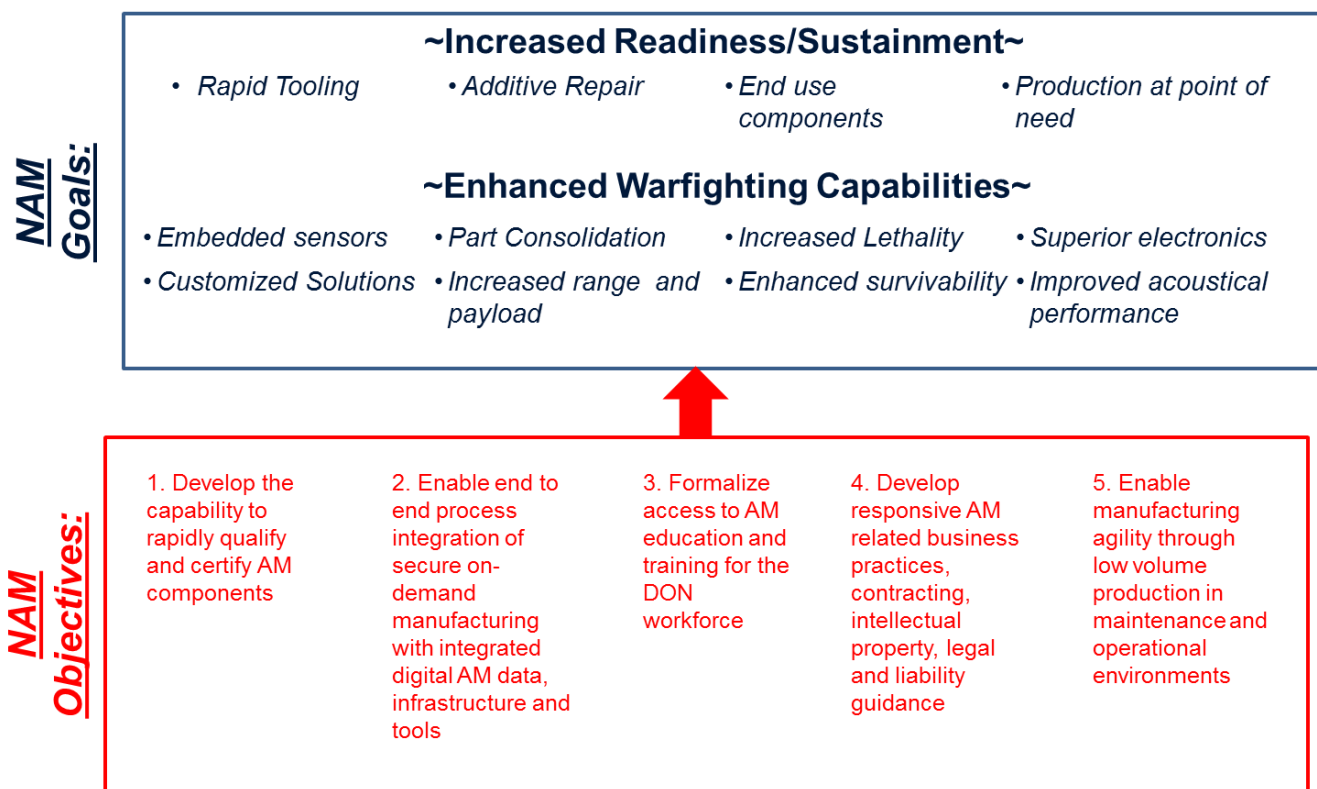 NAM
Goals:
~Increased Readiness/Sustainment~
• Rapid Tooling
• Additive Repair
• End use
components
• Production at point of
need
~Enhanced Warfighting Capabilities~
• Embedded sensors
• Part Consolidation
• Increased Lethality
• Superior electronics
• Customized Solutions
• Increased range and
payload
• Enhanced survivability
• Improved acoustical
performance
NAM
Objectives:
1. Develop the
capability to
rapidly qualify
and certify AM
components
2. Enable end to
end process
integration of
secure on-
demand
manufacturing
with integrated
digital AM data,
infrastructure and
tools
3. Formalize
access to AM
education and
training for the
DON
workforce
4. Develop
responsive AM
related business
practices,
contracting,
intellectual
property, legal
and liability
guidance
5. Enable
manufacturing
agility through
low volume
production in
maintenance and
operational
environments